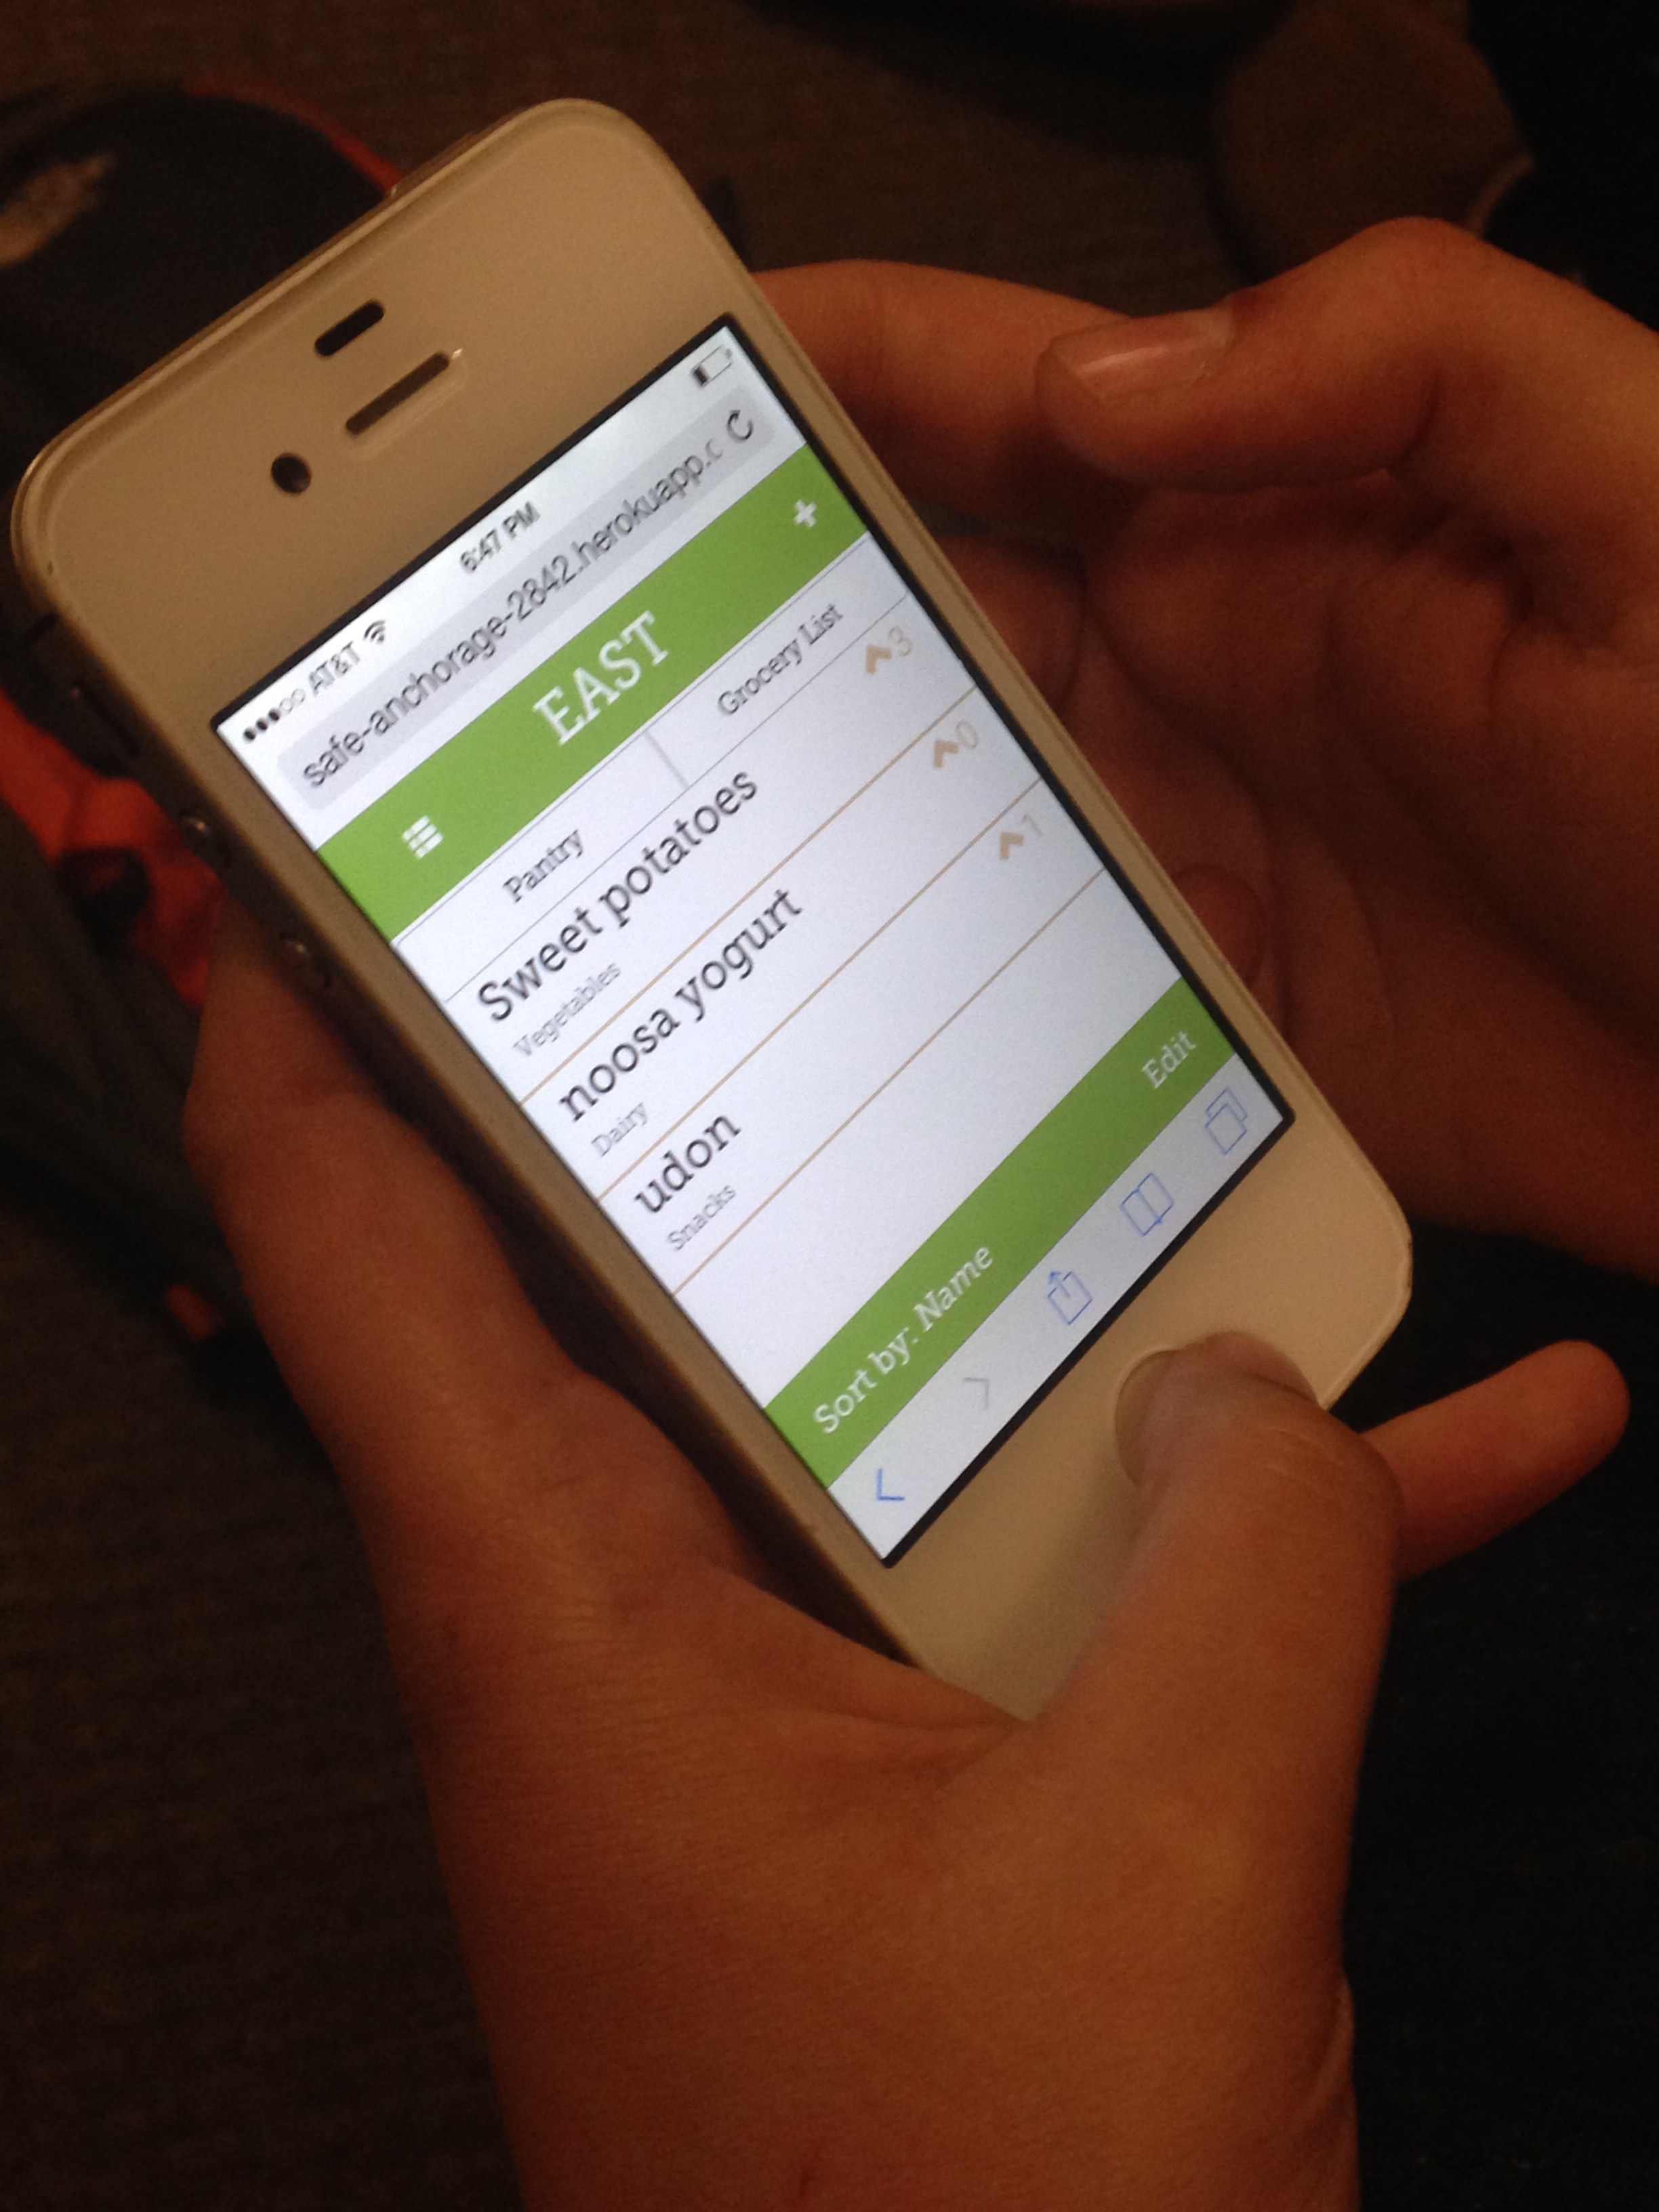 AT&T 6:47 PM
safe-anchorage-2842.herokuapp.c
EAST +
Pantry Grocery List
Sweet potatoes 3
Vegetables
noosa yogurt 0
Dairy
udon 1
Snacks
Sort by: Name Edit